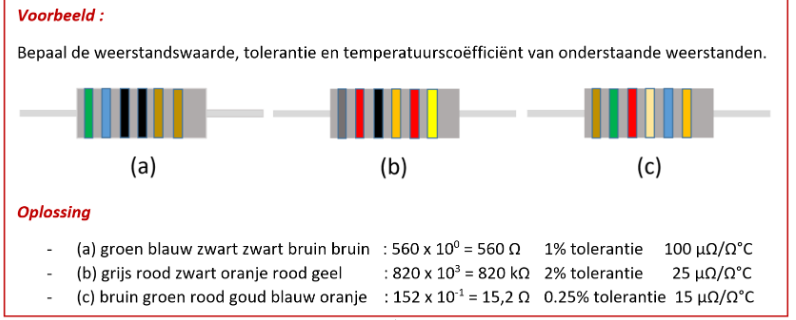 Voorbeeld :
Bepaal de weerstandswaarde, tolerantie en temperatuurscoëfficiënt van onderstaande weerstanden.
(a) (b) (c)
Oplossing
- (a) groen blauw zwart zwart bruin bruin : 560 x 10⁰ = 560 Ω 1% tolerantie 100 µΩ/Ω°C
- (b) grijs rood zwart oranje rood geel : 820 x 10³ = 820 kΩ 2% tolerantie 25 µΩ/Ω°C
- (c) bruin groen rood goud blauw oranje : 152 x 10⁻¹ = 15,2 Ω 0.25% tolerantie 15 µΩ/Ω°C